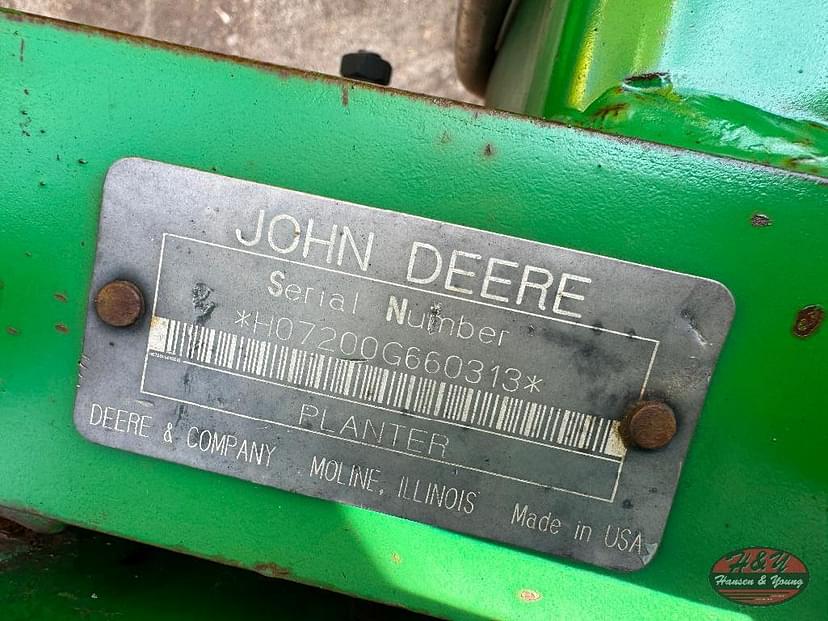 JOHN DEERE
Serial Number
*H07200G660313*
PLANTER
DEERE & COMPANY MOLINE, ILLINOIS Made in USA
H&Y
Hansen & Young